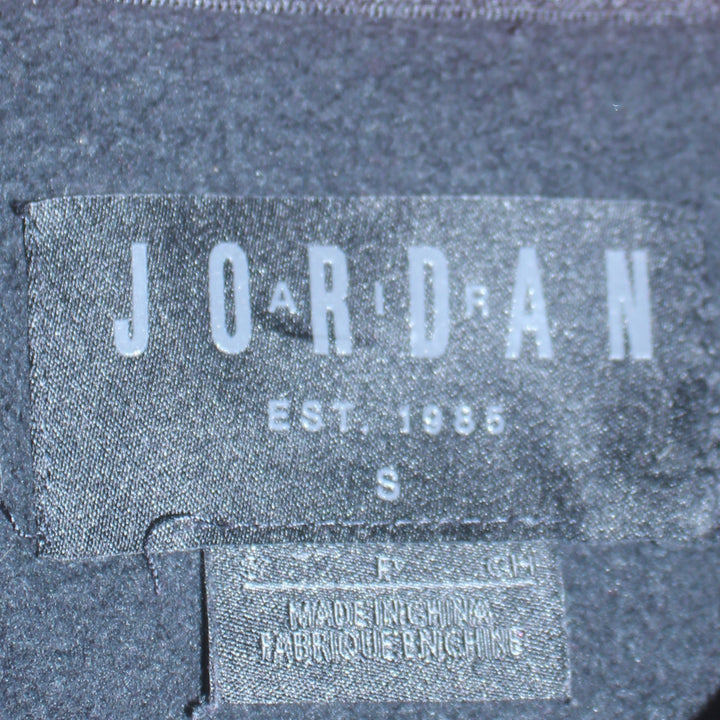 JORDAN
AIR
EST. 1985
S
MADE IN CHINA
FABRIQUE EN CHINE